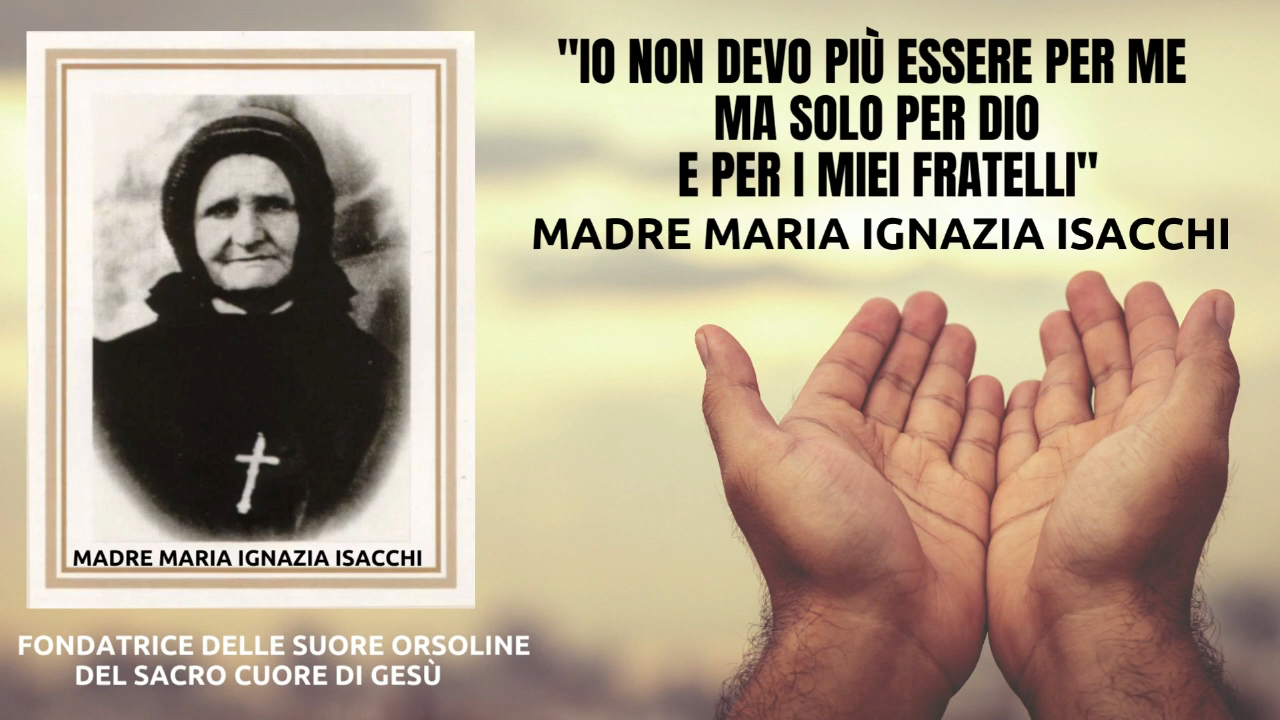 "IO NON DEVO PIÙ ESSERE PER ME
MA SOLO PER DIO
E PER I MIEI FRATELLI"
MADRE MARIA IGNAZIA ISACCHI
MADRE MARIA IGNAZIA ISACCHI
FONDATRICE DELLE SUORE ORSOLINE
DEL SACRO CUORE DI GESÙ